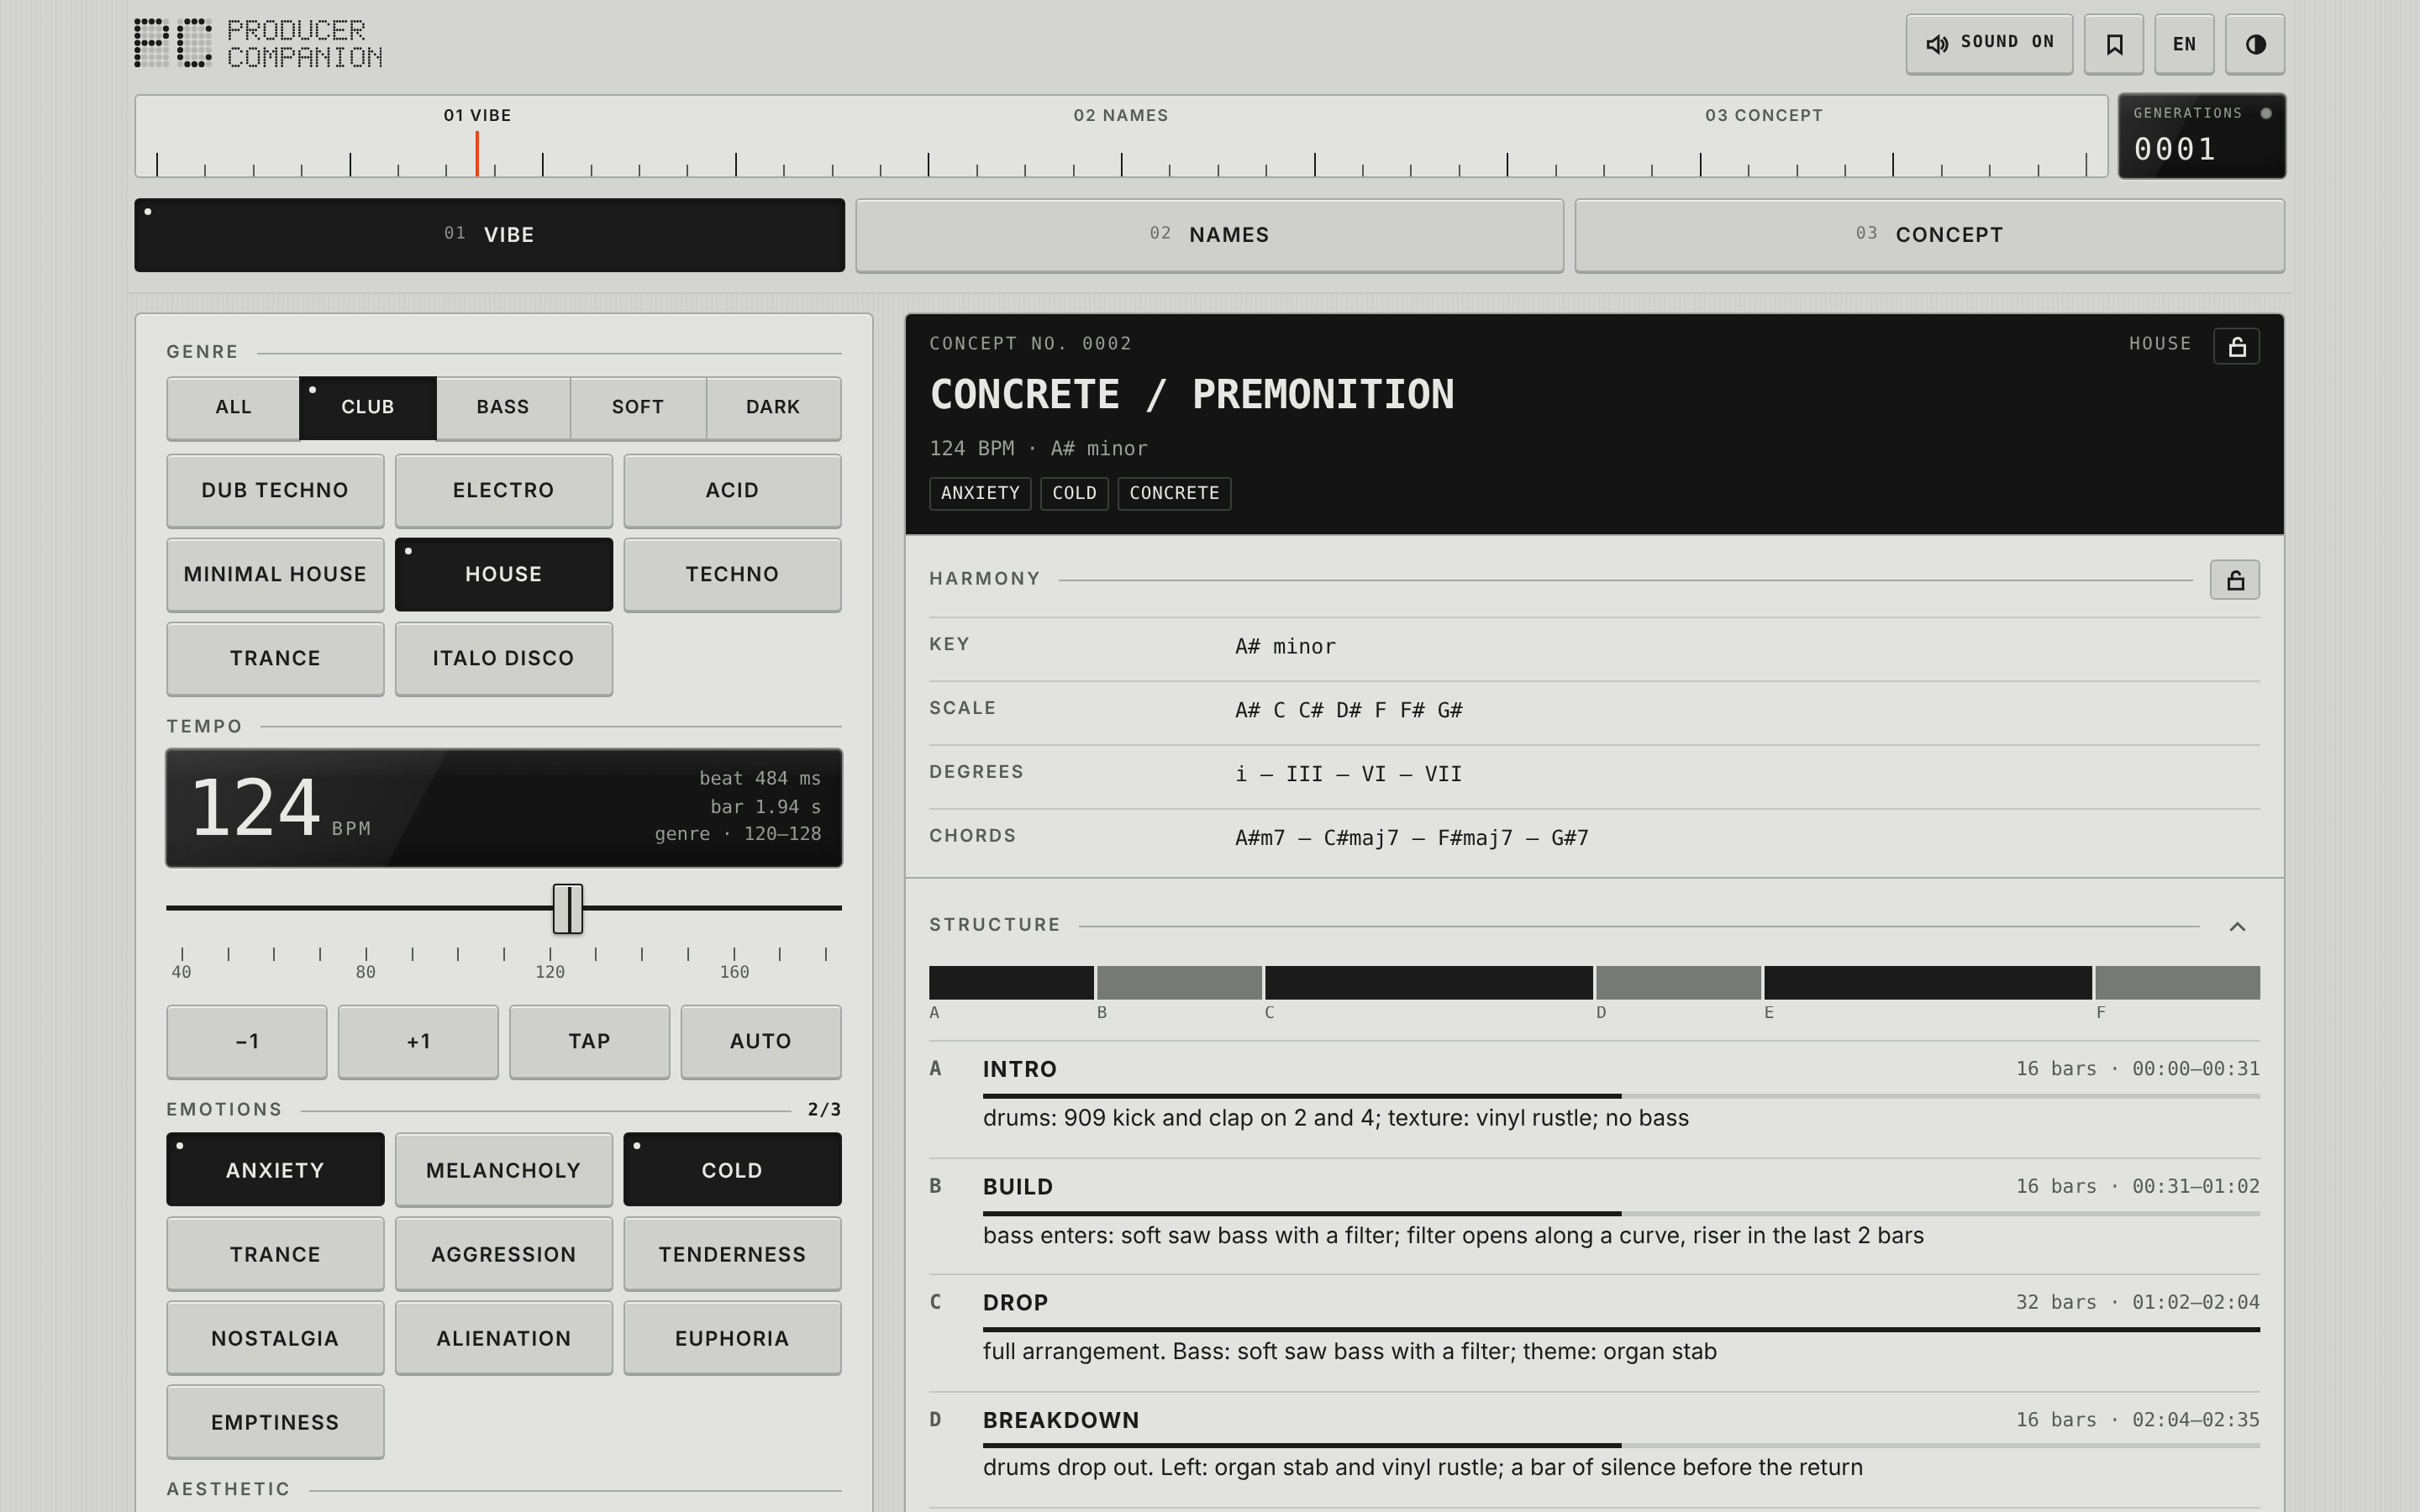 PC PRODUCER
COMPANION
SOUND ON
EN
01 VIBE
02 NAMES
03 CONCEPT
GENERATIONS
0001
01 VIBE
02 NAMES
03 CONCEPT
GENRE
ALL
CLUB
BASS
SOFT
DARK
DUB TECHNO
ELECTRO
ACID
MINIMAL HOUSE
HOUSE
TECHNO
TRANCE
ITALO DISCO
TEMPO
124 BPM
beat 484 ms
bar 1.94 s
genre · 120–128
40
80
120
160
−1
+1
TAP
AUTO
EMOTIONS
2/3
ANXIETY
MELANCHOLY
COLD
TRANCE
AGGRESSION
TENDERNESS
NOSTALGIA
ALIENATION
EUPHORIA
EMPTINESS
AESTHETIC
CONCEPT NO. 0002
HOUSE
CONCRETE / PREMONITION
124 BPM · A# minor
ANXIETY
COLD
CONCRETE
HARMONY
KEY
A# minor
SCALE
A# C C# D# F F# G#
DEGREES
i — III — VI — VII
CHORDS
A#m7 — C#maj7 — F#maj7 — G#7
STRUCTURE
A
B
C
D
E
F
A INTRO 16 bars · 00:00–00:31
drums: 909 kick and clap on 2 and 4; texture: vinyl rustle; no bass
B BUILD 16 bars · 00:31–01:02
bass enters: soft saw bass with a filter; filter opens along a curve, riser in the last 2 bars
C DROP 32 bars · 01:02–02:04
full arrangement. Bass: soft saw bass with a filter; theme: organ stab
D BREAKDOWN 16 bars · 02:04–02:35
drums drop out. Left: organ stab and vinyl rustle; a bar of silence before the return